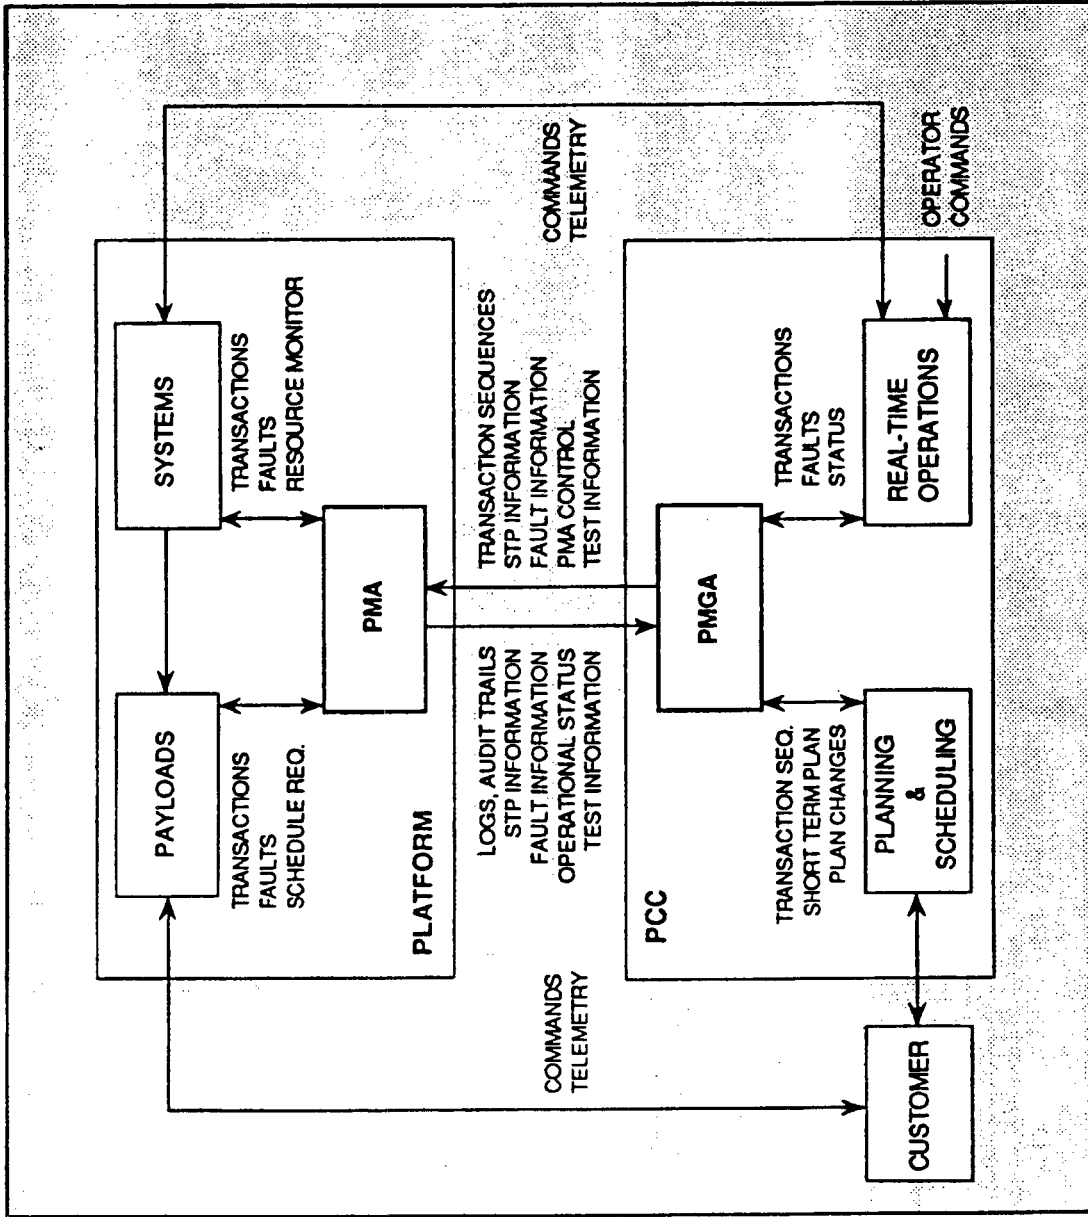 PAYLOADS
SYSTEMS
TRANSACTIONS
FAULTS
SCHEDULE REQ.
TRANSACTIONS
FAULTS
RESOURCE MONITOR
PMA
PLATFORM
COMMANDS
TELEMETRY
LOGS, AUDIT TRAILS
STP INFORMATION
FAULT INFORMATION
OPERATIONAL STATUS
TEST INFORMATION
TRANSACTION SEQUENCES
STP INFORMATION
FAULT INFORMATION
PMA CONTROL
TEST INFORMATION
COMMANDS
TELEMETRY
PCC
PMGA
TRANSACTION SEQ.
SHORT TERM PLAN
PLAN CHANGES
TRANSACTIONS
FAULTS
STATUS
CUSTOMER
PLANNING
&
SCHEDULING
REAL-TIME
OPERATIONS
OPERATOR
COMMANDS